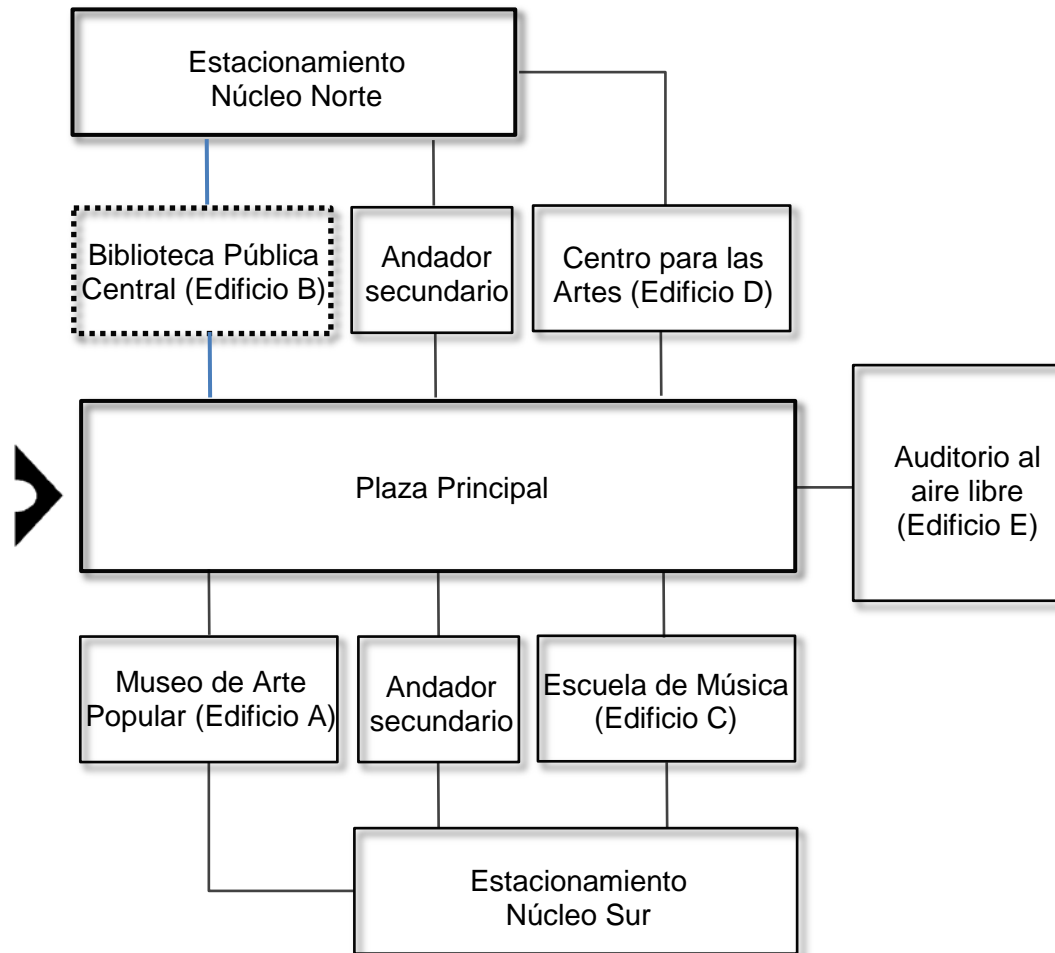 Estacionamiento
Núcleo Norte
Biblioteca Pública
Central (Edificio B)
Andador
secundario
Centro para las
Artes (Edificio D)
Plaza Principal
Auditorio al
aire libre
(Edificio E)
Museo de Arte
Popular (Edificio A)
Andador
secundario
Escuela de Música
(Edificio C)
Estacionamiento
Núcleo Sur